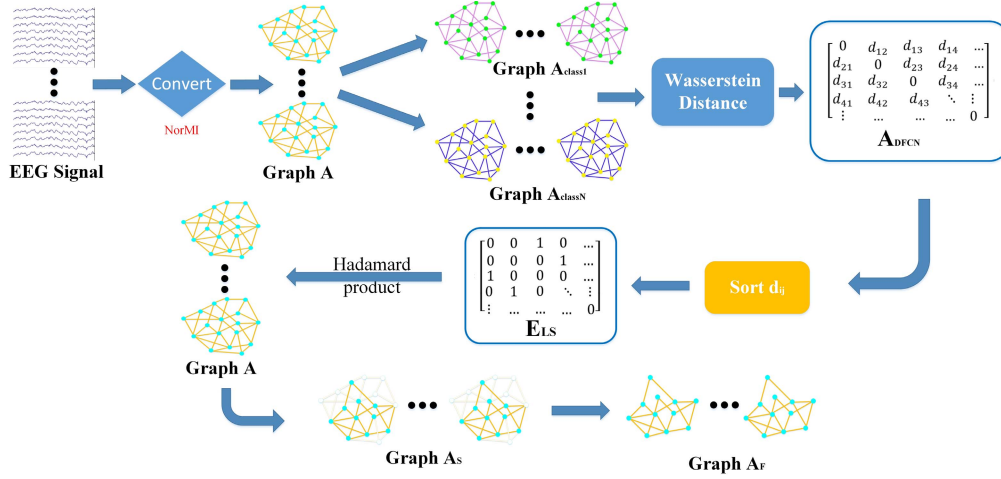 EEG Signal
Convert
NorMI
Graph A
Graph Aclass1
Graph AclassN
Wasserstein
Distance
0 d12 d13 d14 ...
d21 0 d23 d24 ...
d31 d32 0 d34 ...
d41 d42 d43 ⋱ ⋮
⋮ ... ... ... 0
ADFCN
Sort dij
0 0 1 0 ...
0 0 0 1 ...
1 0 0 0 ...
0 1 0 ⋱ ⋮
⋮ ... ... ... 0
ELS
Hadamard
product
Graph A
Graph AS
Graph AF